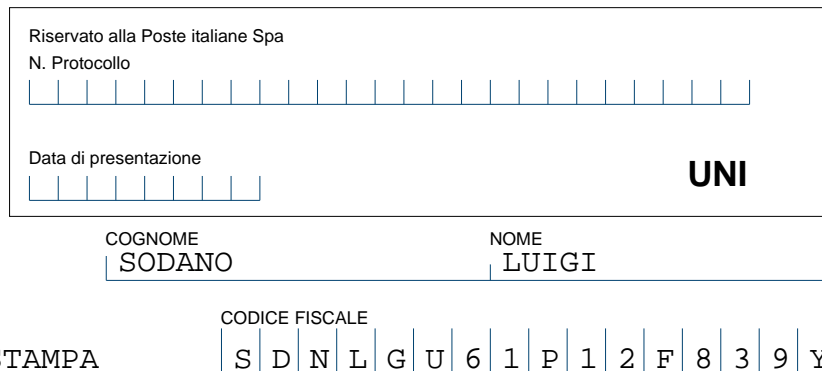 Riservato alla Poste italiane Spa
N. Protocollo
Data di presentazione
UNI
COGNOME NOME
SODANO LUIGI
CODICE FISCALE
STAMPA S D N L G U 6 1 P 1 2 F 8 3 9 Y